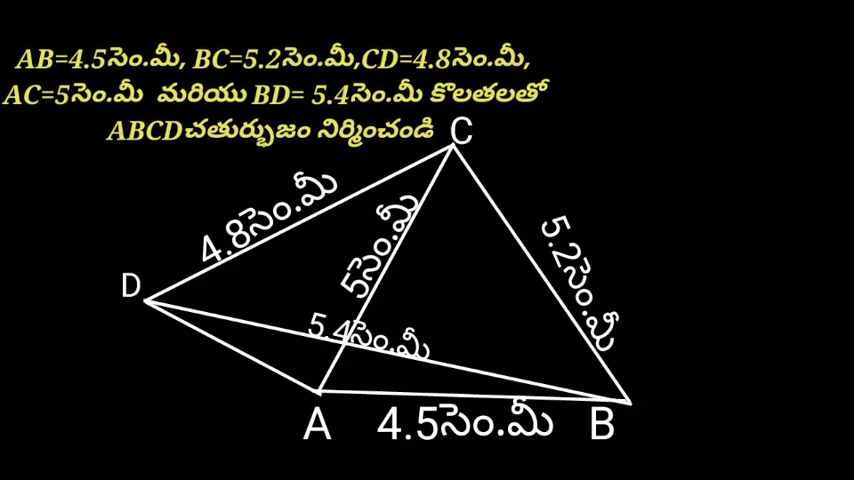 AB=4.5సెం.మీ, BC=5.2సెం.మీ,CD=4.8సెం.మీ,
AC=5సెం.మీ మరియు BD= 5.4సెం.మీ కొలతలతో
ABCDచతుర్భుజం నిర్మించండి
C
4.8సెం.మీ
5సెం.మీ
5.2సెం.మీ
D
5.4సెం.మీ
A
4.5సెం.మీ
B